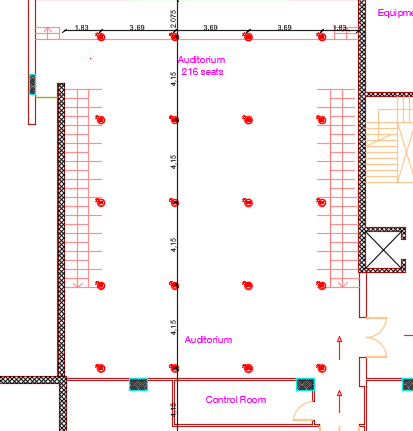 Equipm
1.83 3.69 3.69 3.69 1.83
2.075
Auditorium
216 seats
4.15
4.15
4.15
4.15
Auditorium
Control Room
4.15